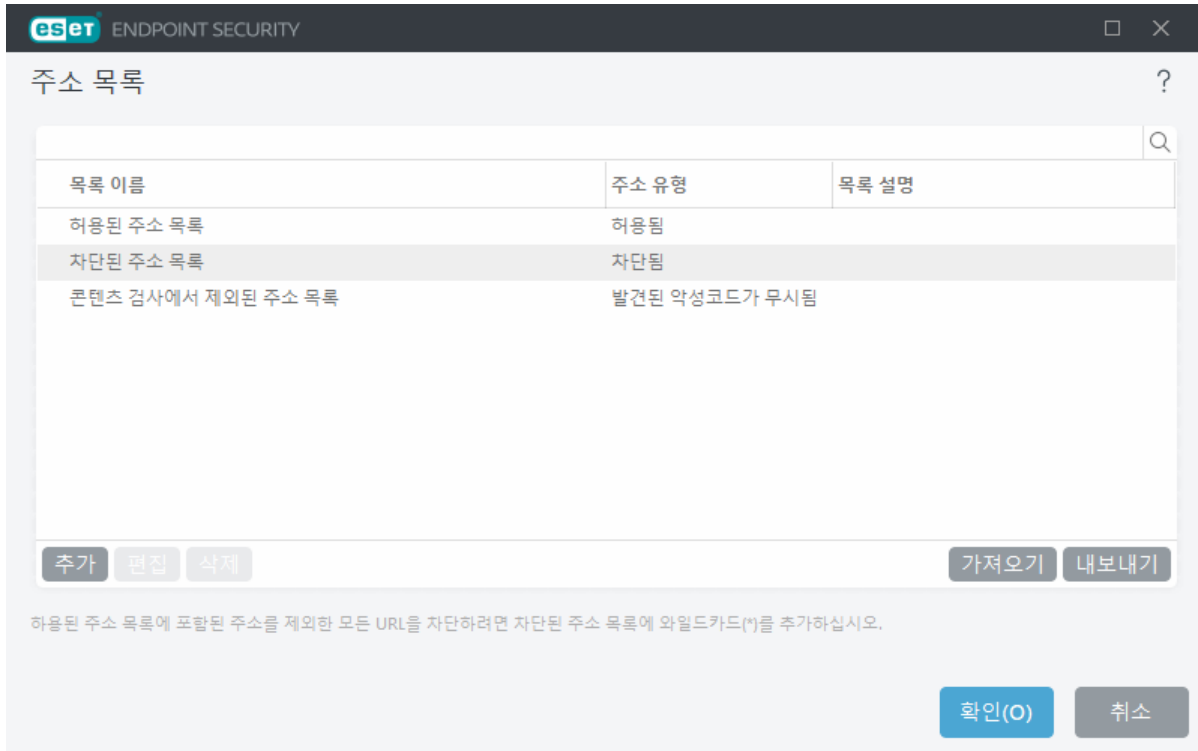 eset ENDPOINT SECURITY
주소 목록
?
목록 이름 주소 유형 목록 설명
허용된 주소 목록 허용됨
차단된 주소 목록 차단됨
콘텐츠 검사에서 제외된 주소 목록 발견된 악성코드가 무시됨
추가 편집 삭제 가져오기 내보내기
허용된 주소 목록에 포함된 주소를 제외한 모든 URL을 차단하려면 차단된 주소 목록에 와일드카드(*)를 추가하십시오.
확인(O) 취소